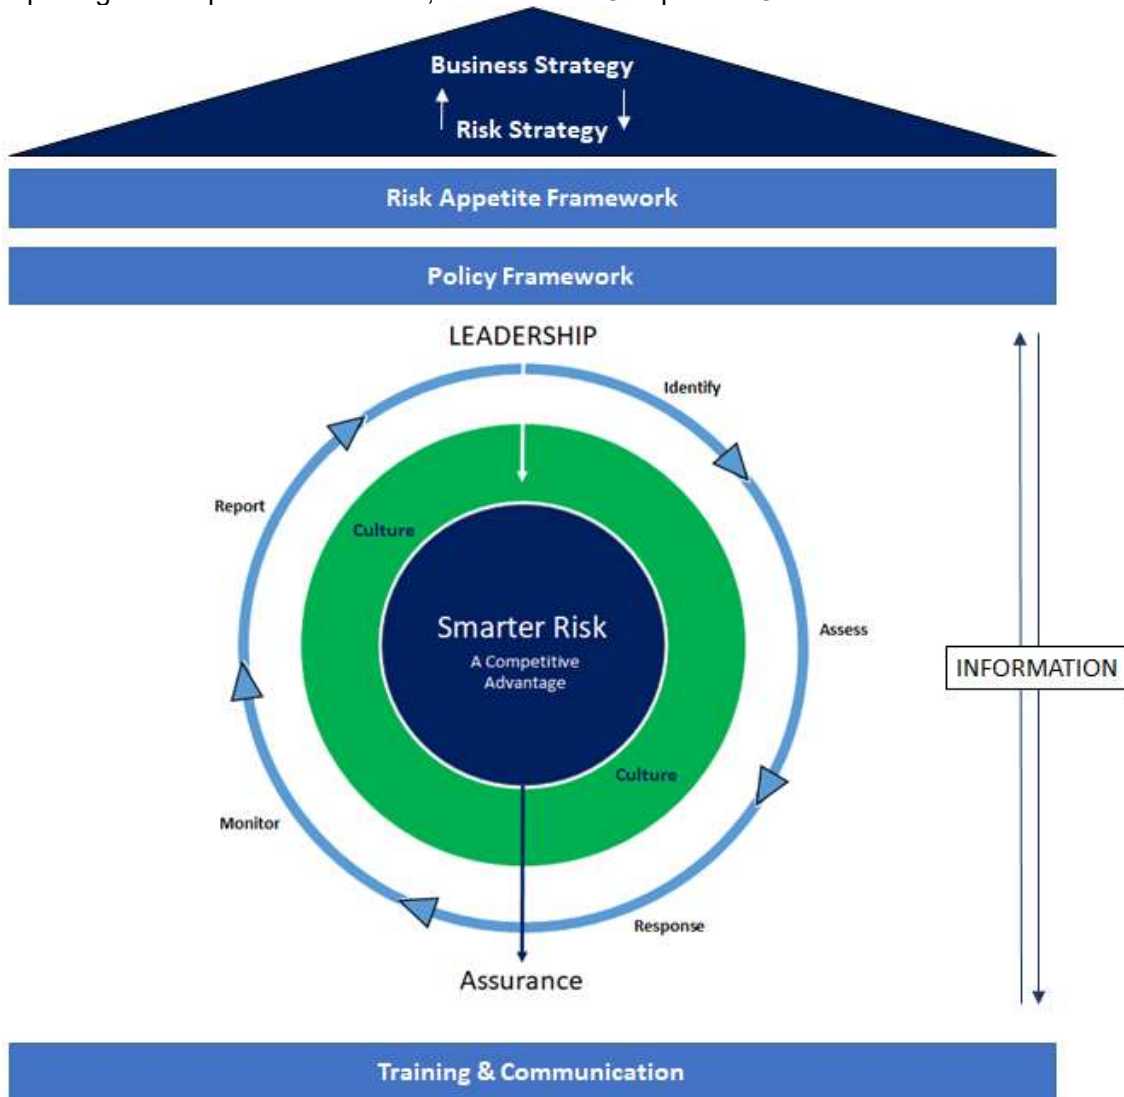 Business Strategy
Risk Strategy
Risk Appetite Framework
Policy Framework
LEADERSHIP
Identify
Report
Culture
Smarter Risk
A Competitive
Advantage
Assess
INFORMATION
Culture
Monitor
Response
Assurance
Training & Communication